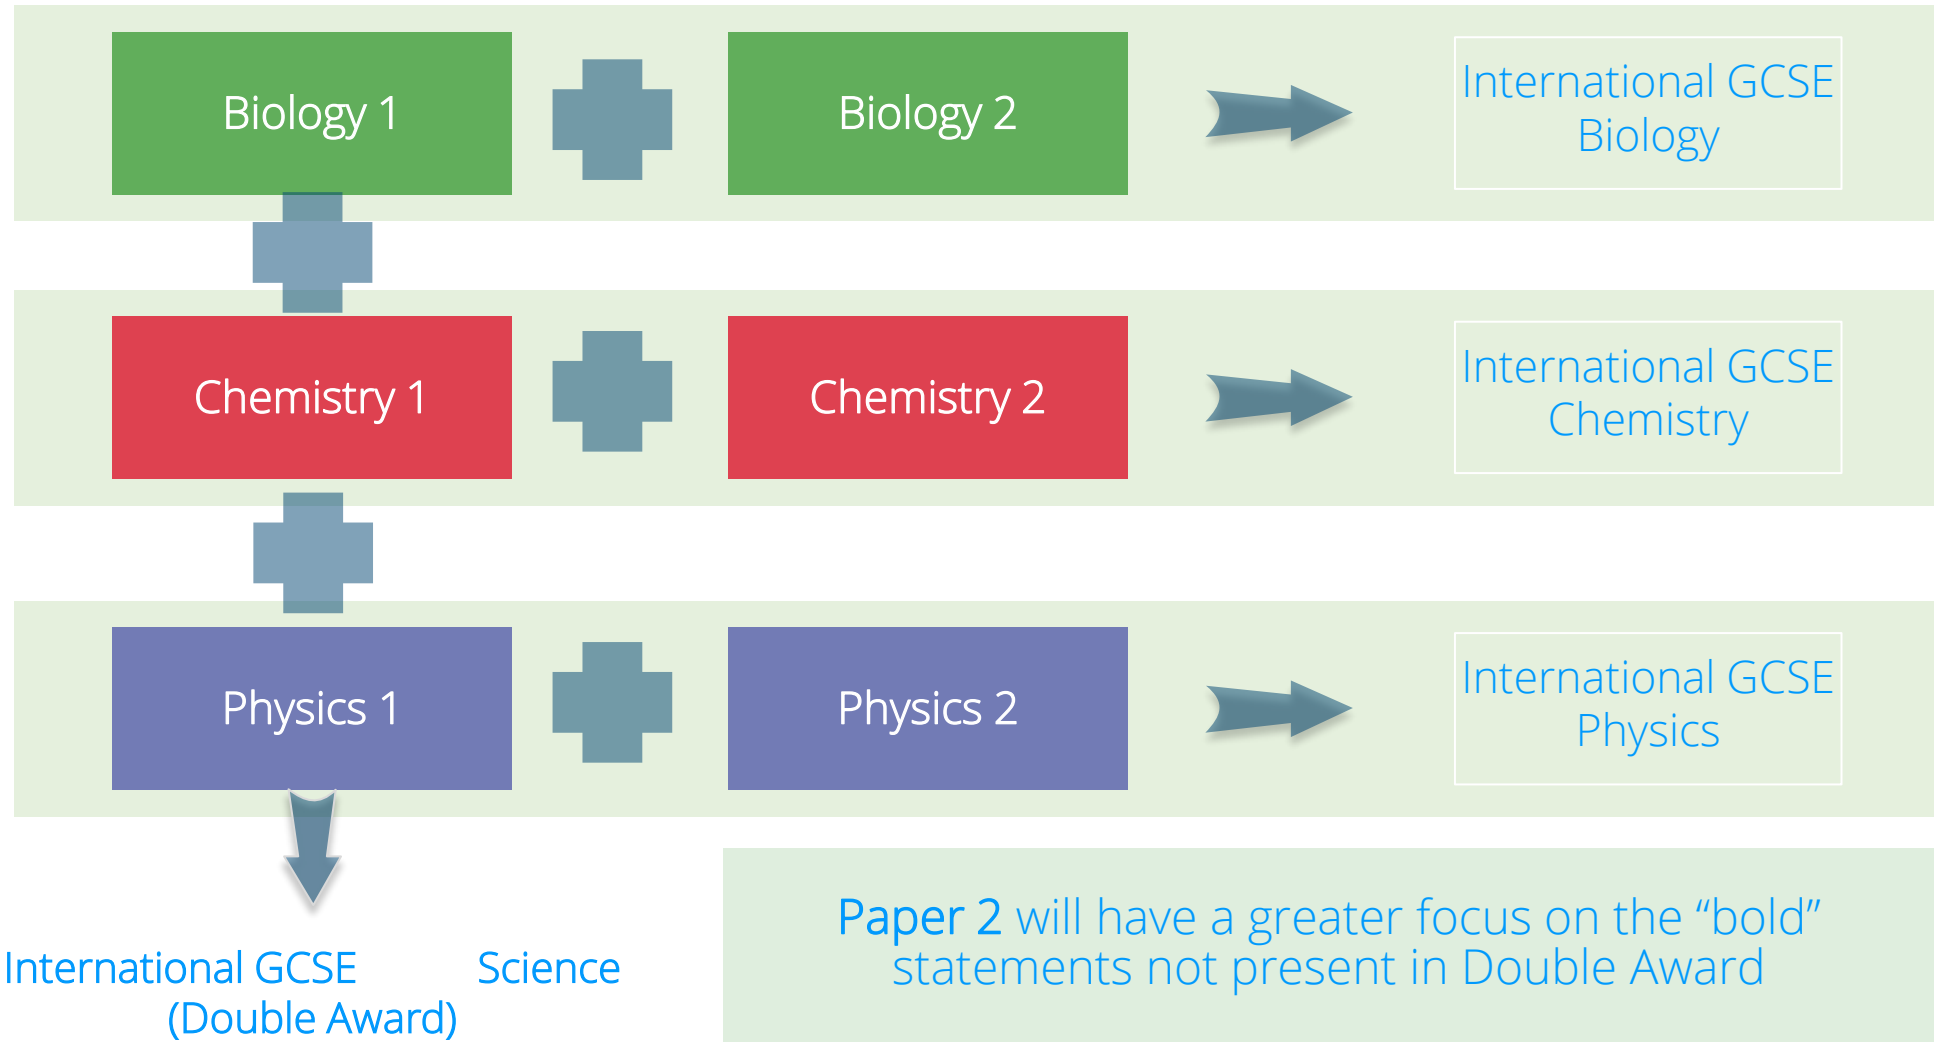 Biology 1
Biology 2
International GCSE
Biology
Chemistry 1
Chemistry 2
International GCSE
Chemistry
Physics 1
Physics 2
International GCSE
Physics
International GCSE Science
(Double Award)
Paper 2 will have a greater focus on the “bold”
statements not present in Double Award